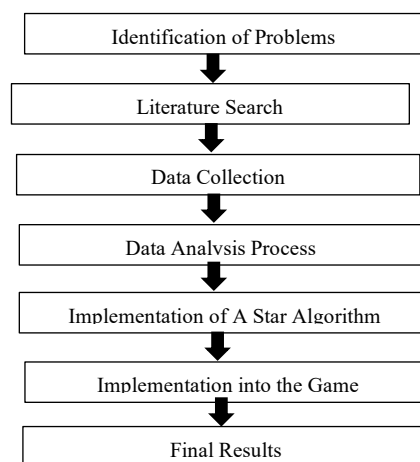 Identification of Problems
Literature Search
Data Collection
Data Analysis Process
Implementation of A Star Algorithm
Implementation into the Game
Final Results